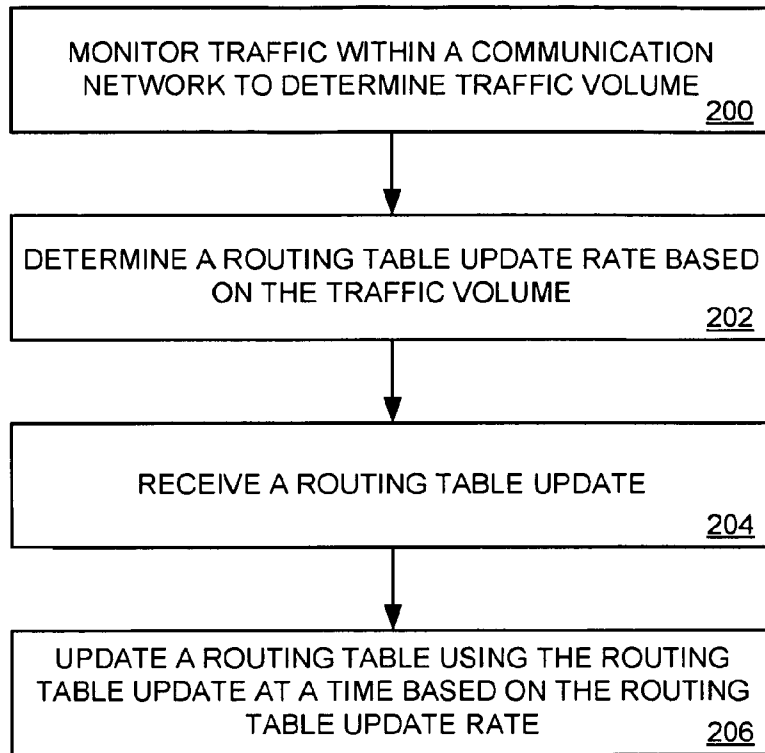 MONITOR TRAFFIC WITHIN A COMMUNICATION
NETWORK TO DETERMINE TRAFFIC VOLUME
200
DETERMINE A ROUTING TABLE UPDATE RATE BASED
ON THE TRAFFIC VOLUME
202
RECEIVE A ROUTING TABLE UPDATE
204
UPDATE A ROUTING TABLE USING THE ROUTING
TABLE UPDATE AT A TIME BASED ON THE ROUTING
TABLE UPDATE RATE
206